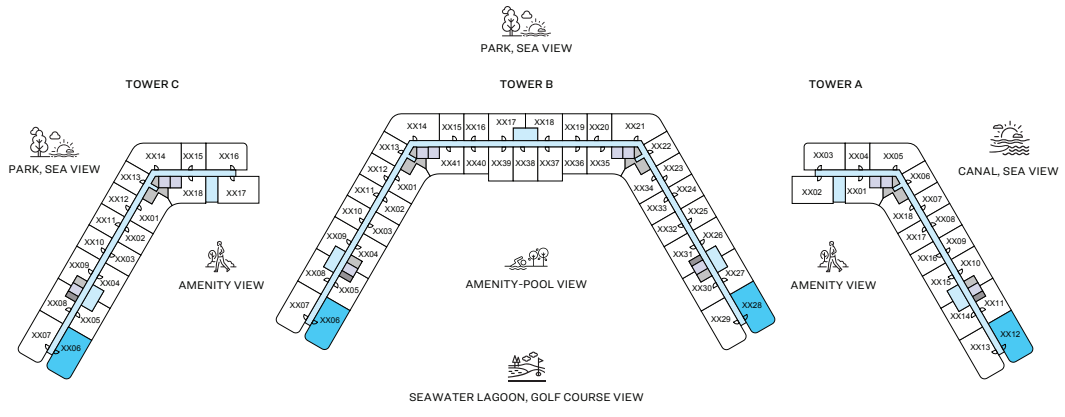 PARK, SEA VIEW
TOWER C
TOWER B
TOWER A
PARK, SEA VIEW
CANAL, SEA VIEW
AMENITY VIEW
AMENITY-POOL VIEW
AMENITY VIEW
SEAWATER LAGOON, GOLF COURSE VIEW
XX14
XX15
XX16
XX13
XX18
XX17
XX12
XX01
XX11
XX02
XX10
XX03
XX09
XX04
XX08
XX05
XX07
XX06
XX14
XX15
XX16
XX17
XX18
XX19
XX20
XX21
XX13
XX41
XX40
XX39
XX38
XX37
XX36
XX35
XX22
XX12
XX01
XX34
XX23
XX11
XX02
XX33
XX24
XX10
XX03
XX32
XX25
XX09
XX04
XX31
XX26
XX08
XX05
XX30
XX27
XX07
XX06
XX29
XX28
XX03
XX04
XX05
XX02
XX01
XX06
XX18
XX07
XX17
XX08
XX16
XX09
XX15
XX10
XX14
XX11
XX13
XX12